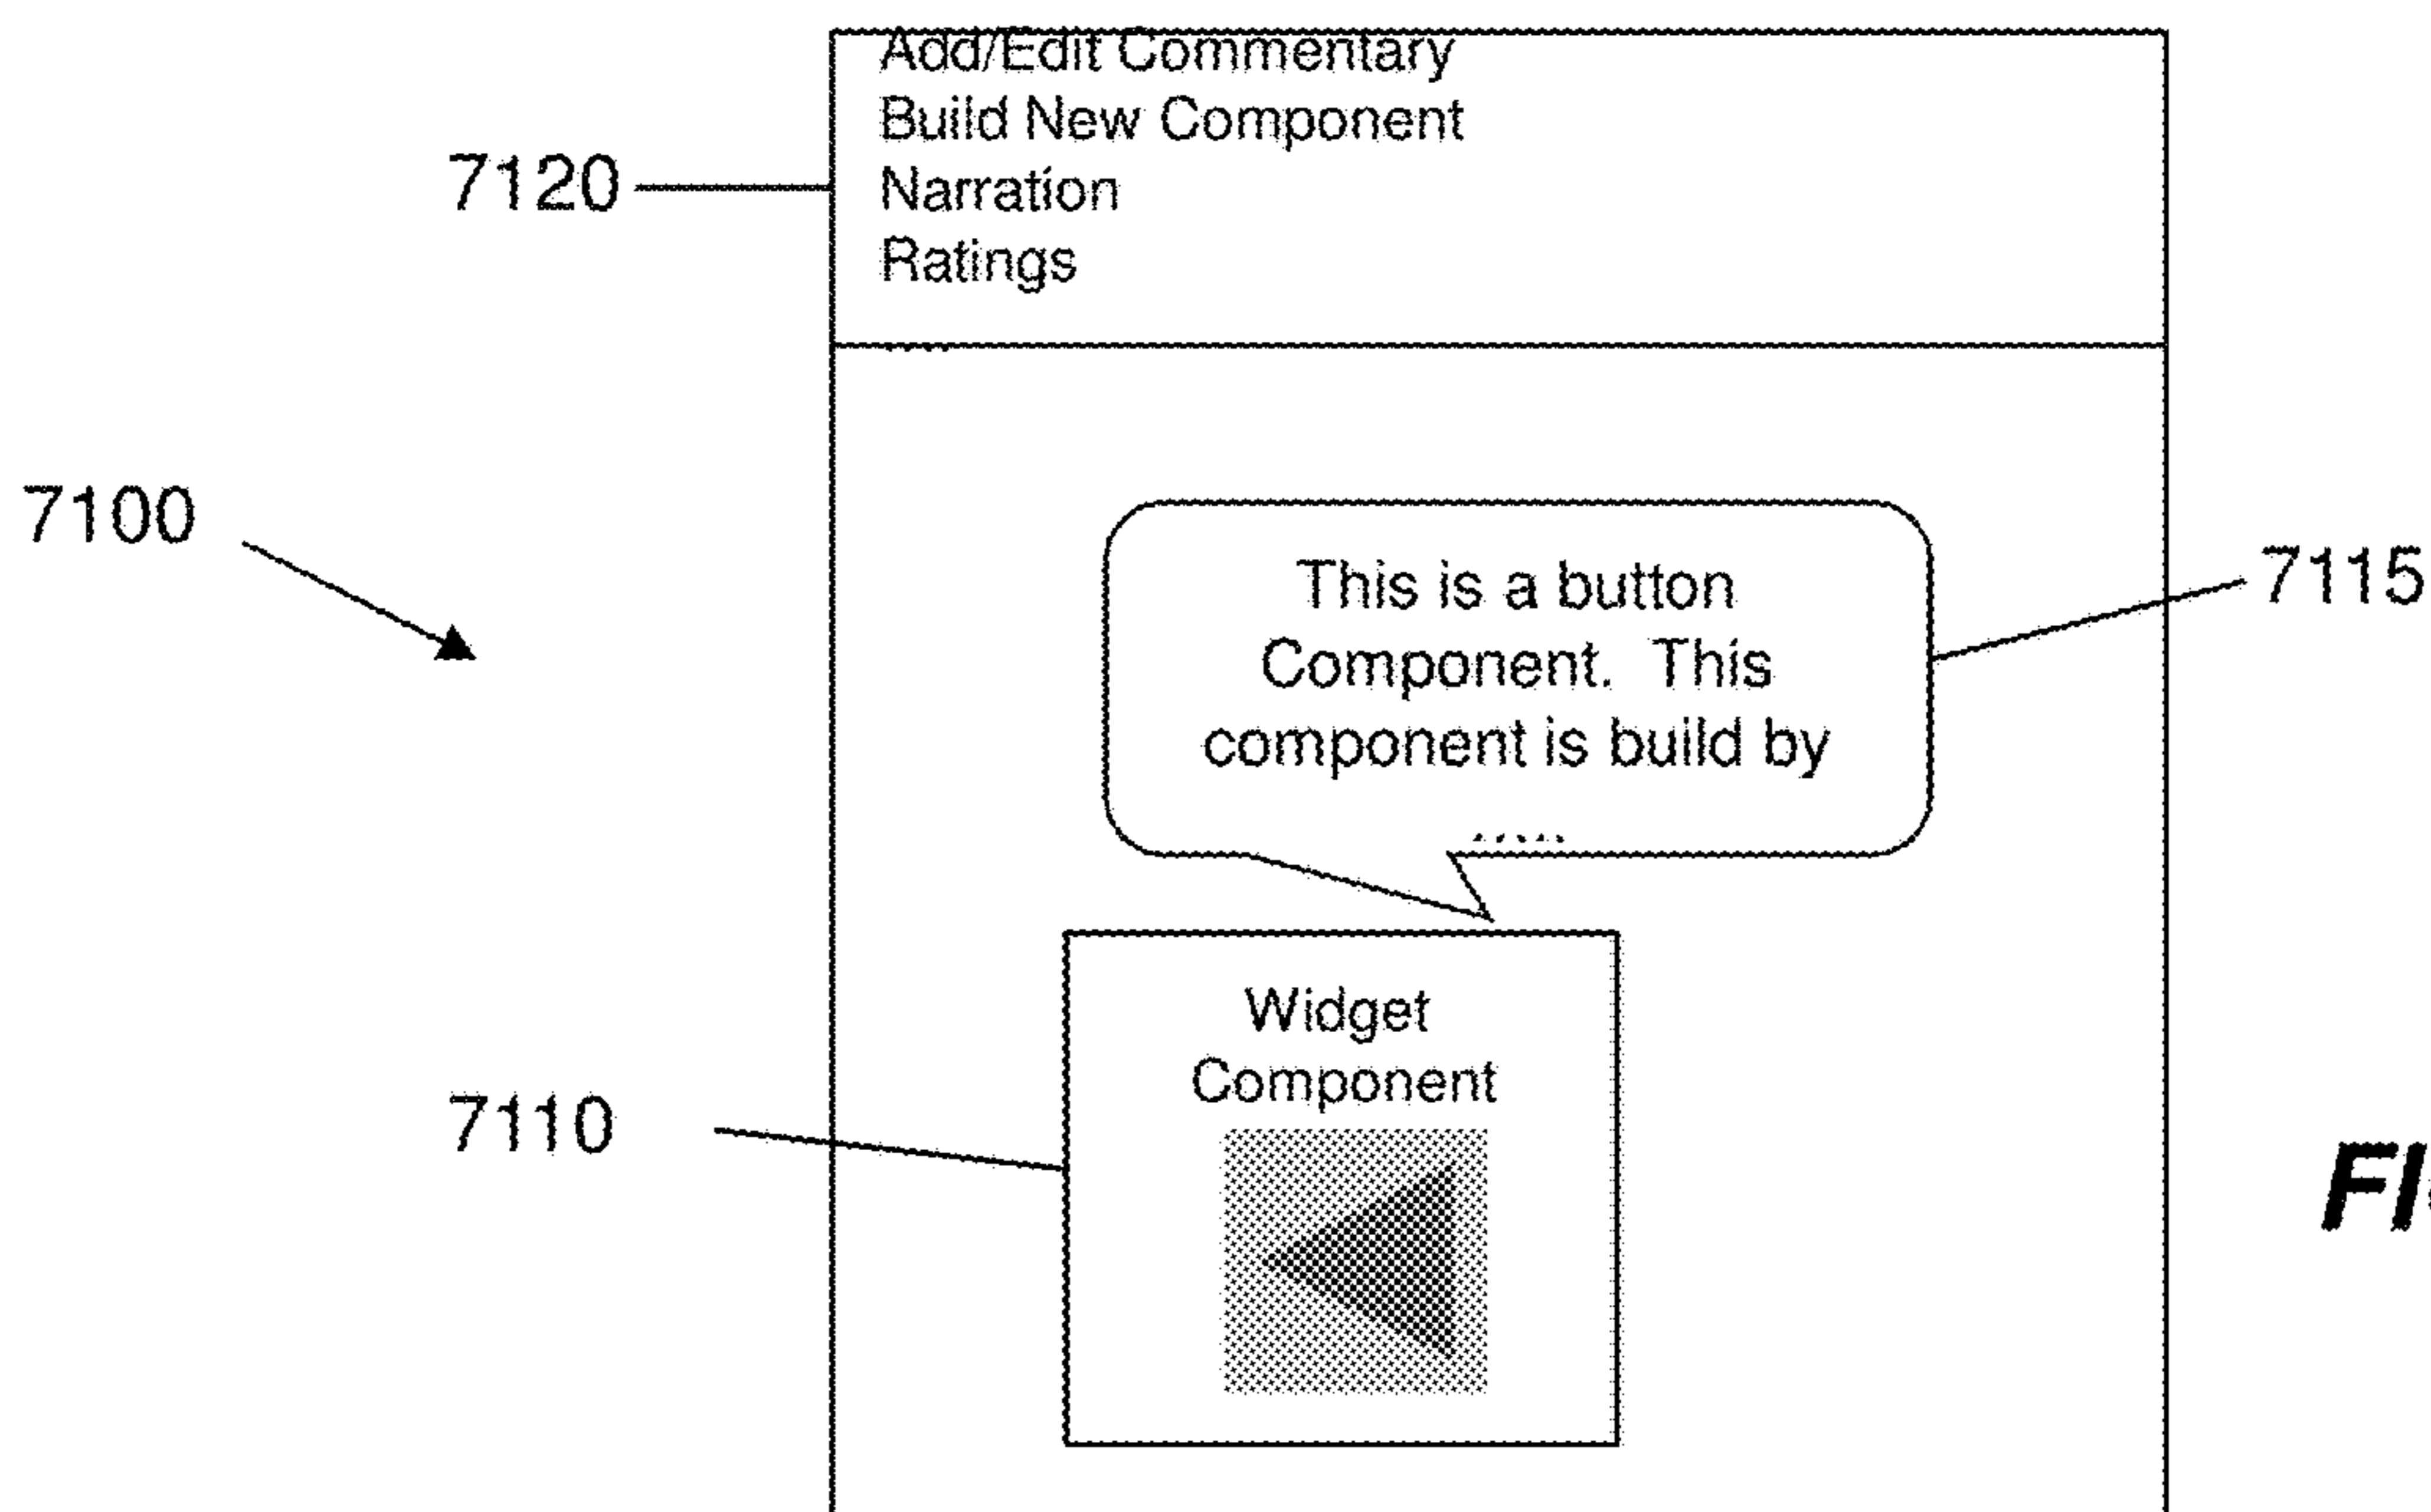 Add/Edit Commentary
Build New Component
7120
Narration
Ratings
7100
This is a button
7115
Component. This
component is build by
.....
Widget
Component
7110